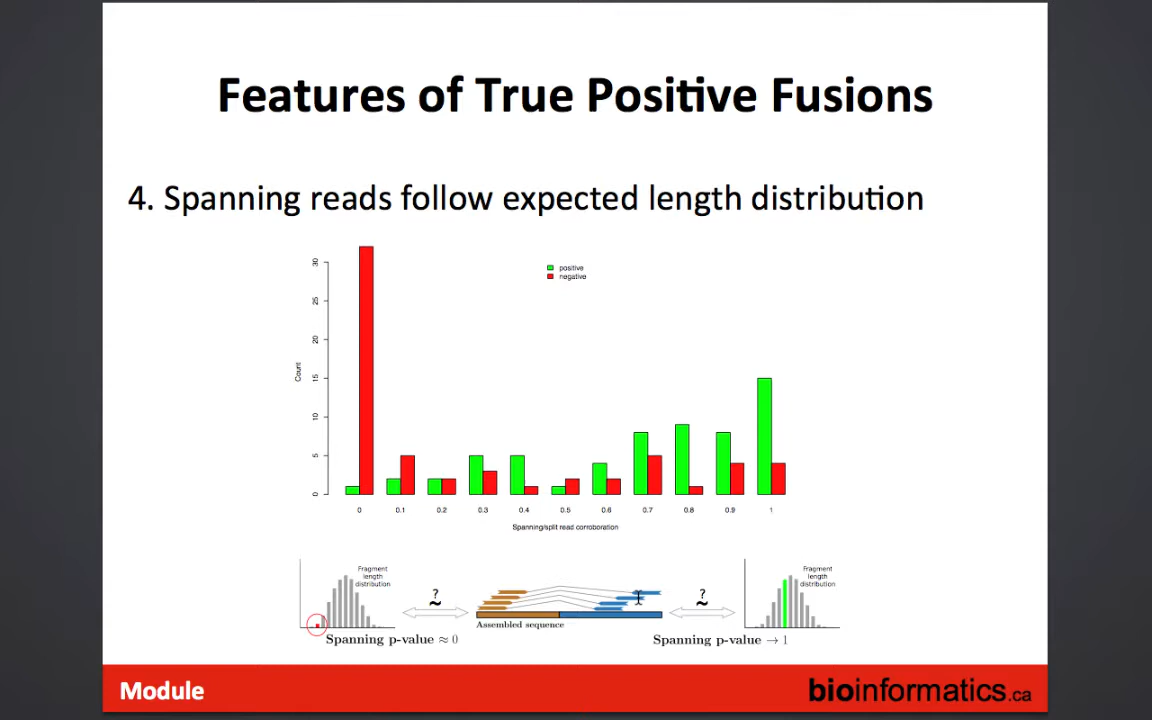 Features of True Positive Fusions
4. Spanning reads follow expected length distribution
positive
negative
Count
0 5 10 15 20 25 30
0 0.1 0.2 0.3 0.4 0.5 0.6 0.7 0.8 0.9 1
Spanning/split read corroboration
Fragment
length
distribution
? ~
Spanning p-value ≈ 0
Assembled sequence
? ~
Fragment
length
distribution
Spanning p-value → 1
Module
bioinformatics.ca